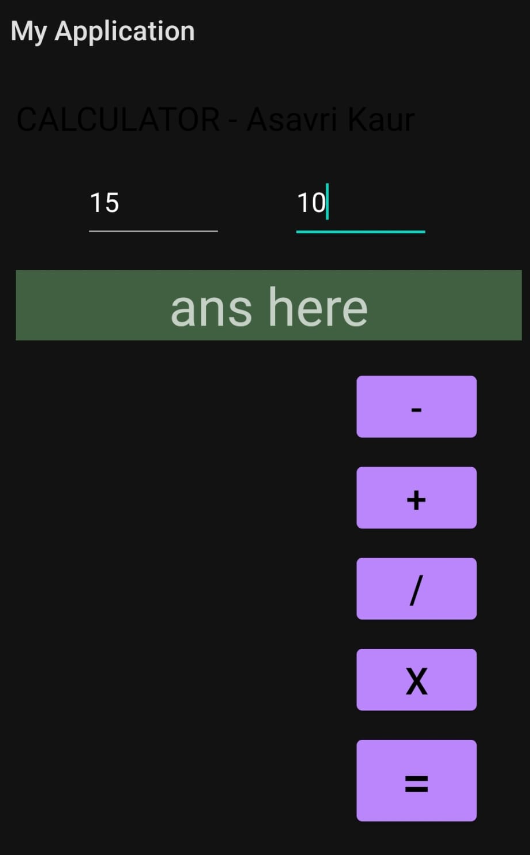 My Application
CALCULATOR - Asavri Kaur
15 10
ans here
-
+
/
X
=